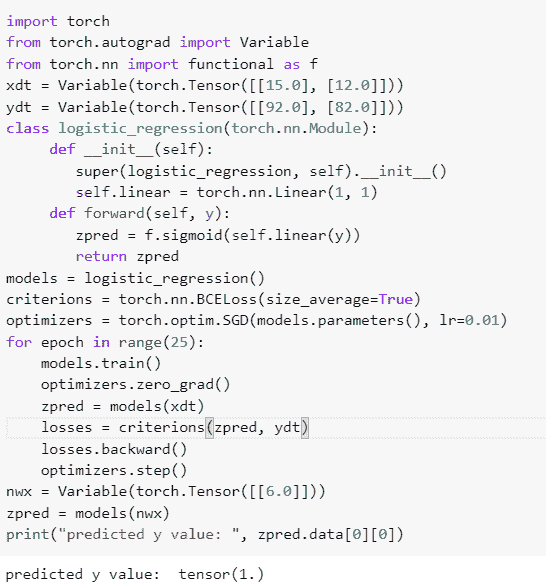 import torch
from torch.autograd import Variable
from torch.nn import functional as f
xdt = Variable(torch.Tensor([[15.0], [12.0]]))
ydt = Variable(torch.Tensor([[92.0], [82.0]]))
class logistic_regression(torch.nn.Module):
     def __init__(self):
        super(logistic_regression, self).__init__()
        self.linear = torch.nn.Linear(1, 1)
     def forward(self, y):
        zpred = f.sigmoid(self.linear(y))
        return zpred
models = logistic_regression()
criterions = torch.nn.BCELoss(size_average=True)
optimizers = torch.optim.SGD(models.parameters(), lr=0.01)
for epoch in range(25):
    models.train()
    optimizers.zero_grad()
    zpred = models(xdt)
    losses = criterions(zpred, ydt)
    losses.backward()
    optimizers.step()
nwx = Variable(torch.Tensor([[6.0]]))
zpred = models(nwx)
print("predicted y value: ", zpred.data[0][0])
predicted y value:  tensor(1.)